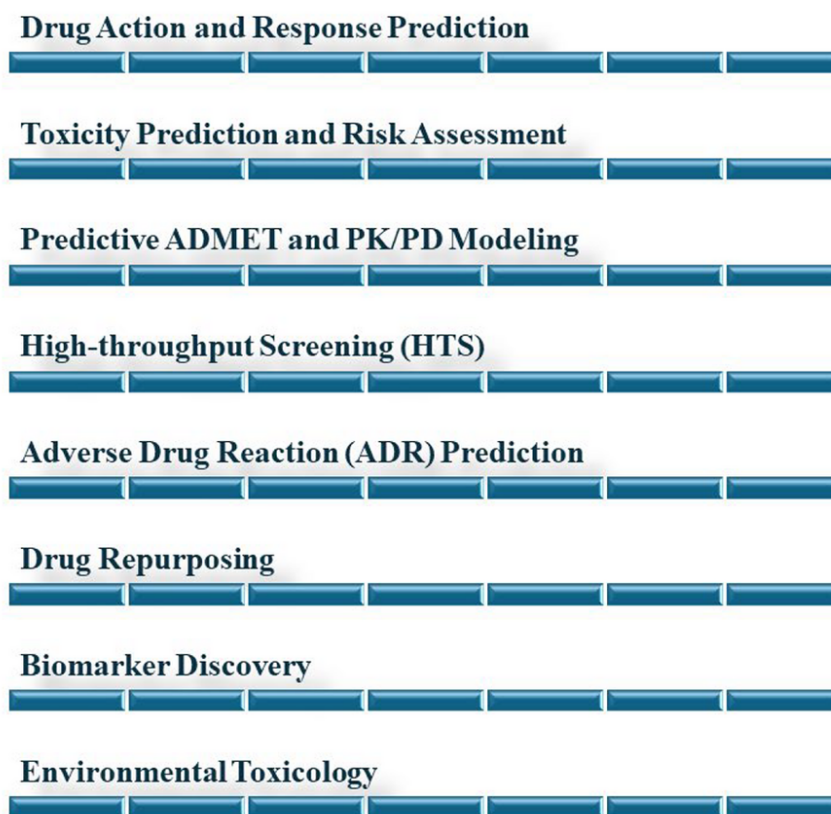 Drug Action and Response Prediction
Toxicity Prediction and Risk Assessment
Predictive ADMET and PK/PD Modeling
High-throughput Screening (HTS)
Adverse Drug Reaction (ADR) Prediction
Drug Repurposing
Biomarker Discovery
Environmental Toxicology